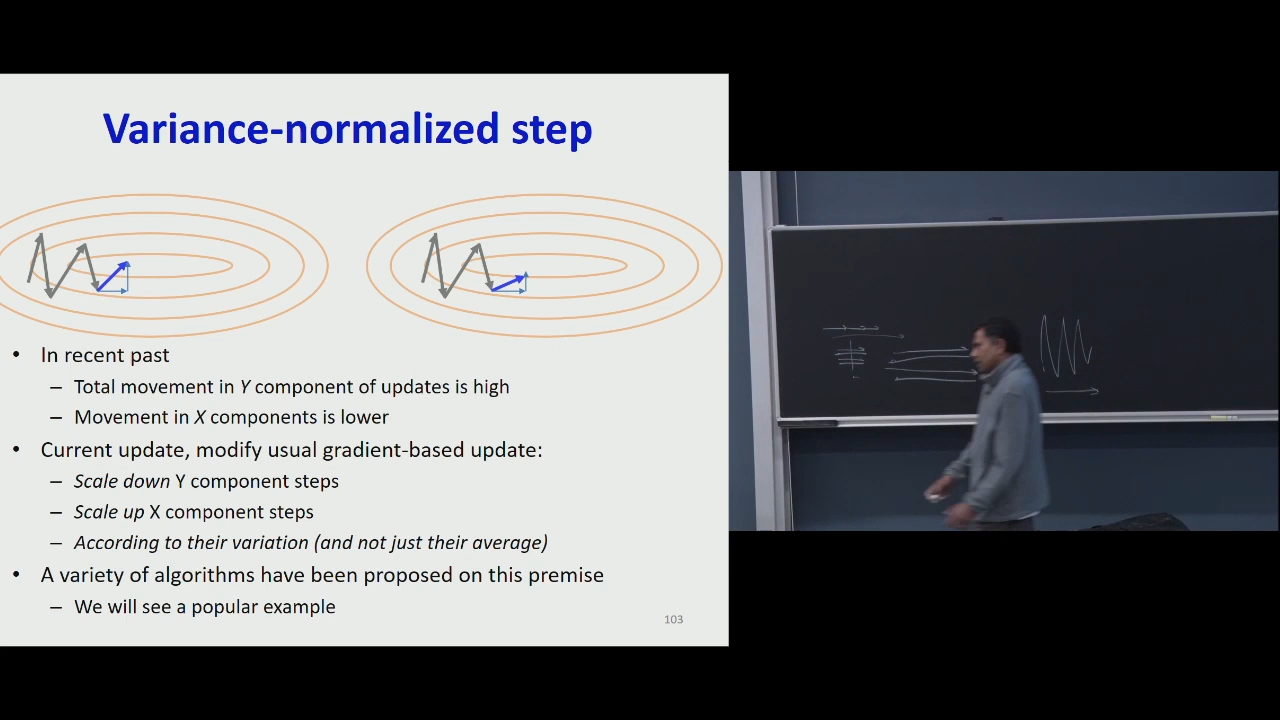 Variance-normalized step
• In recent past
– Total movement in Y component of updates is high
– Movement in X components is lower
• Current update, modify usual gradient-based update:
– Scale down Y component steps
– Scale up X component steps
– According to their variation (and not just their average)
• A variety of algorithms have been proposed on this premise
– We will see a popular example
103